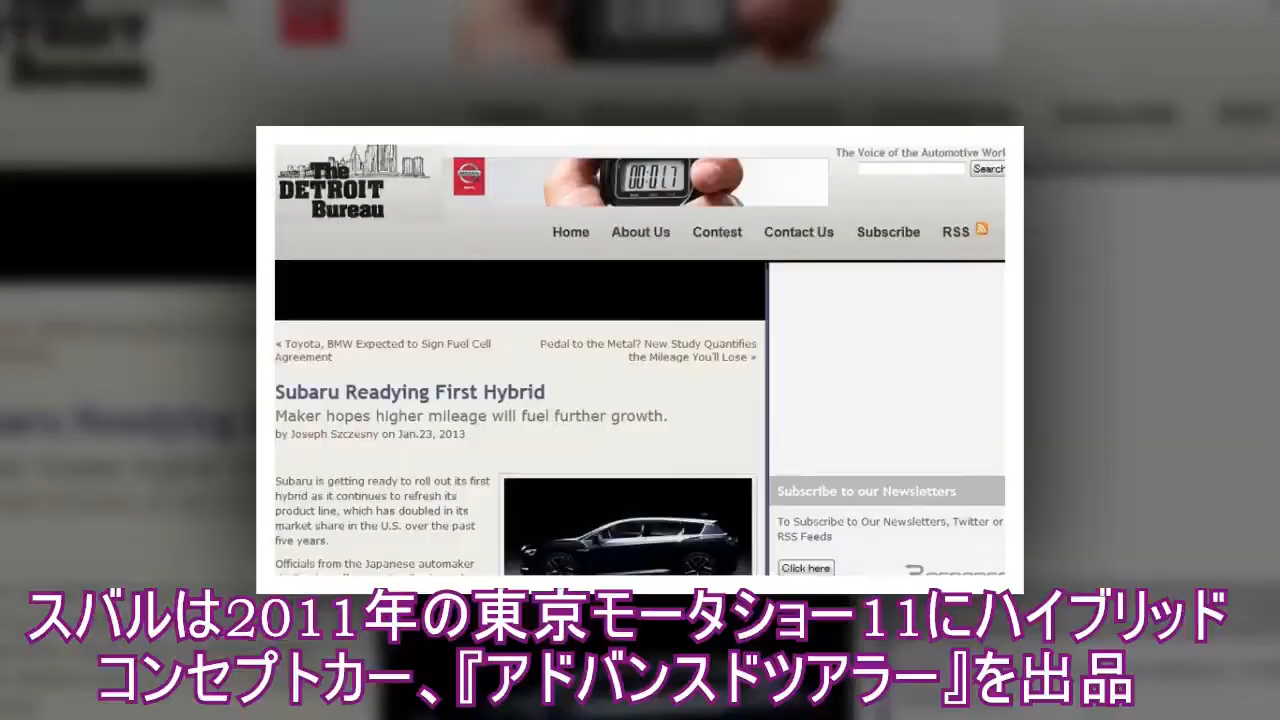 The
DETROIT
Bureau
NISSAN
00:01.7
The Voice of the Automotive Worl
Search
Home About Us Contest Contact Us Subscribe RSS
« Toyota, BMW Expected to Sign Fuel Cell
Agreement
Pedal to the Metal? New Study Quantifies
the Mileage You'll Lose »
Subaru Readying First Hybrid
Maker hopes higher mileage will fuel further growth.
by Joseph Szczesny on Jan.23, 2013
Subaru is getting ready to roll out its first
hybrid as it continues to refresh its
product line, which has doubled in its
market share in the U.S. over the past
five years.
Officials from the Japanese automaker
Subscribe to our Newsletters
To Subscribe to Our Newsletters, Twitter or
RSS Feeds
Click here
スバルは2011年の東京モータショー11にハイブリッド
コンセプトカー、『アドバンスドツアラー』を出品